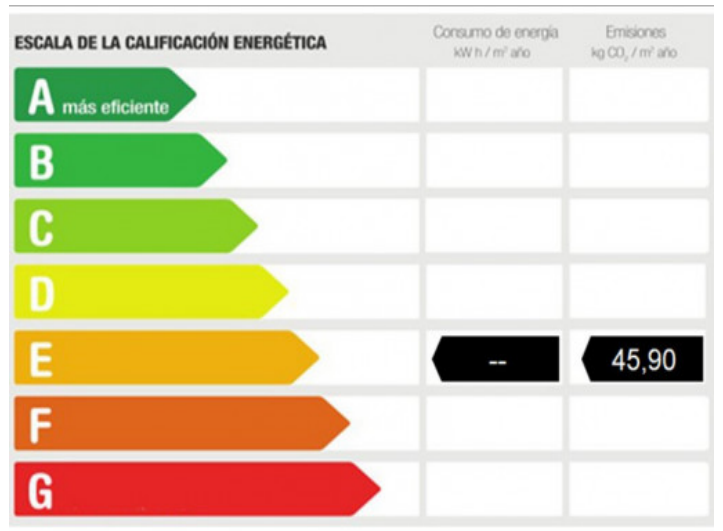 ESCALA DE LA CALIFICACIÓN ENERGÉTICA
Consumo de energía
kW h / m² año
Emisiones
kg CO₂ / m² año
A más eficiente
B
C
D
E -- 45,90
F
G